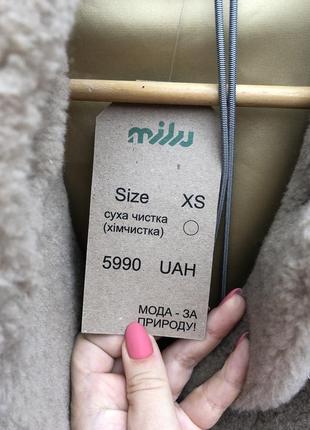 milu
Size XS
суха чистка
(хімчистка)
5990 UAH
МОДА - ЗА
ПРИРОДУ!